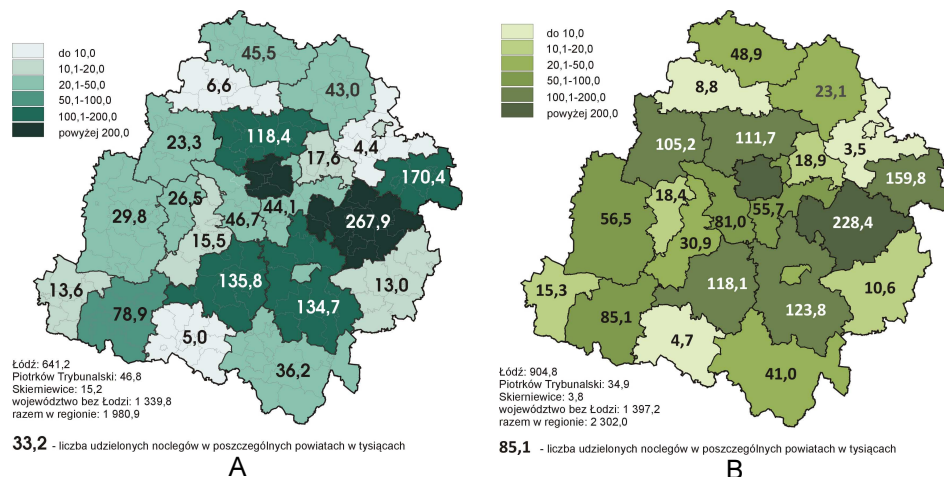 do 10,0
10,1-20,0
20,1-50,0
50,1-100,0
100,1-200,0
powyżej 200,0
45,5
6,6
43,0
118,4
23,3
17,6
4,4
170,4
26,5
29,8
46,7
44,1
267,9
15,5
135,8
13,6
13,0
134,7
78,9
5,0
36,2
Łódź: 641,2
Piotrków Trybunalski: 46,8
Skierniewice: 15,2
województwo bez Łodzi: 1 339,8
razem w regionie: 1 980,9
33,2 - liczba udzielonych noclegów w poszczególnych powiatach w tysiącach
A
do 10,0
10,1-20,0
20,1-50,0
50,1-100,0
100,1-200,0
powyżej 200,0
48,9
8,8
23,1
111,7
105,2
18,9
3,5
159,8
18,4
56,5
81,0
55,7
228,4
30,9
118,1
15,3
10,6
123,8
85,1
4,7
41,0
Łódź: 904,8
Piotrków Trybunalski: 34,9
Skierniewice: 3,8
województwo bez Łodzi: 1 397,2
razem w regionie: 2 302,0
85,1 - liczba udzielonych noclegów w poszczególnych powiatach w tysiącach
B